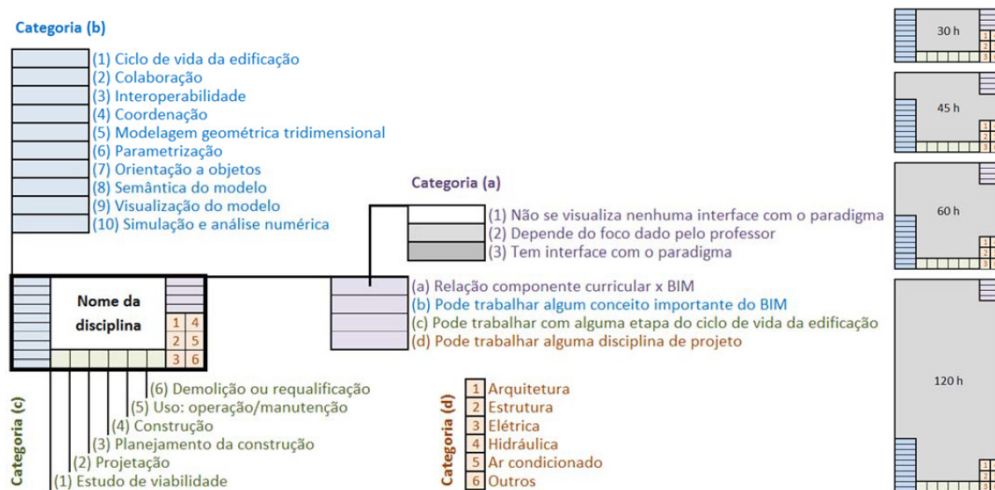 Categoria (b)
(1) Ciclo de vida da edificação
(2) Colaboração
(3) Interoperabilidade
(4) Coordenação
(5) Modelagem geométrica tridimensional
(6) Parametrização
(7) Orientação a objetos
(8) Semântica do modelo
(9) Visualização do modelo
(10) Simulação e análise numérica
Categoria (a)
(1) Não se visualiza nenhuma interface com o paradigma
(2) Depende do foco dado pelo professor
(3) Tem interface com o paradigma
Nome da
disciplina
1 4
2 5
3 6
(a) Relação componente curricular x BIM
(b) Pode trabalhar algum conceito importante do BIM
(c) Pode trabalhar com alguma etapa do ciclo de vida da edificação
(d) Pode trabalhar alguma disciplina de projeto
Categoria (c)
(6) Demolição ou requalificação
(5) Uso: operação/manutenção
(4) Construção
(3) Planejamento da construção
(2) Projetação
(1) Estudo de viabilidade
Categoria (d)
1 Arquitetura
2 Estrutura
3 Elétrica
4 Hidráulica
5 Ar condicionado
6 Outros
30 h
45 h
60 h
120 h